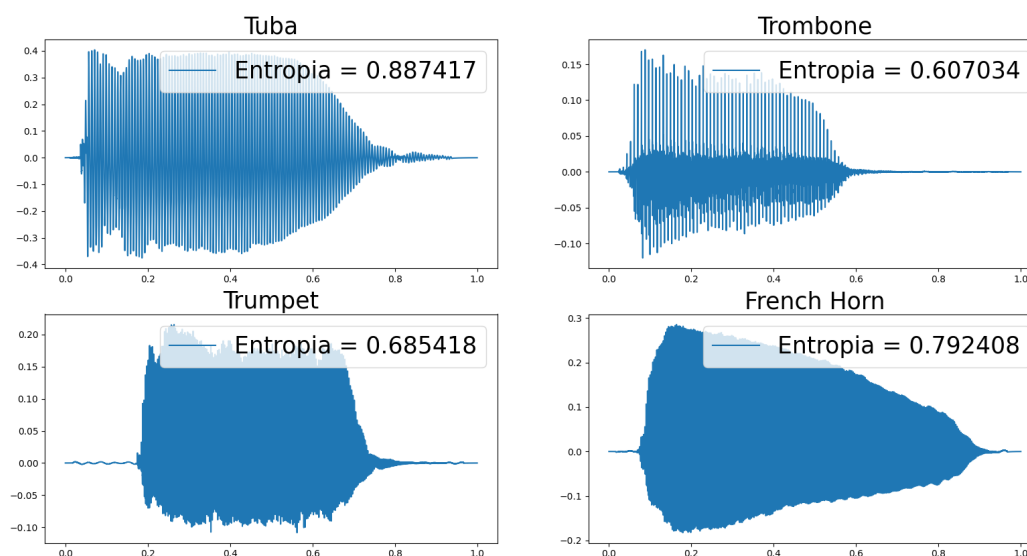 Tuba
Entropia = 0.887417
0.4
0.3
0.2
0.1
0.0
−0.1
−0.2
−0.3
−0.4
0.0 0.2 0.4 0.6 0.8 1.0
Trombone
Entropia = 0.607034
0.15
0.10
0.05
0.00
−0.05
−0.10
0.0 0.2 0.4 0.6 0.8 1.0
Trumpet
Entropia = 0.685418
0.20
0.15
0.10
0.05
0.00
−0.05
−0.10
0.0 0.2 0.4 0.6 0.8 1.0
French Horn
Entropia = 0.792408
0.3
0.2
0.1
0.0
−0.1
−0.2
0.0 0.2 0.4 0.6 0.8 1.0